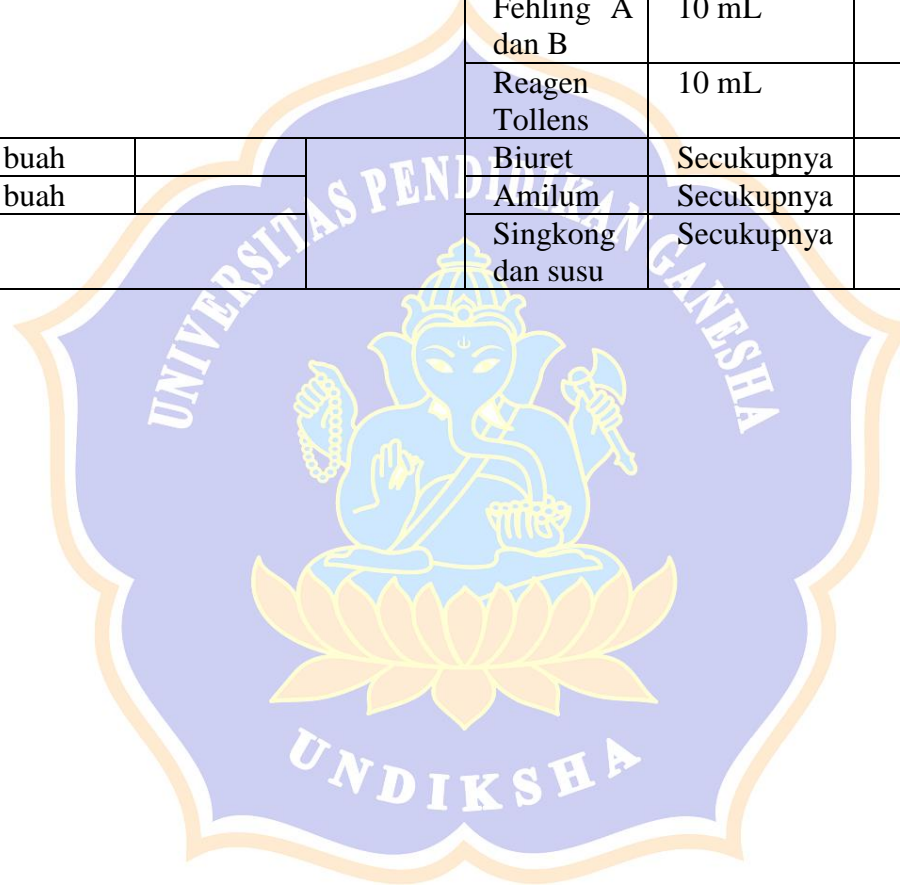 Fehling A 10 mL
dan B
Reagen 10 mL
Tollens
buah Biuret Secukupnya
buah Amilum Secukupnya
Singkong Secukupnya
dan susu
UNIVERSITAS PENDIDIKAN GANESHA
UNDIKSHA